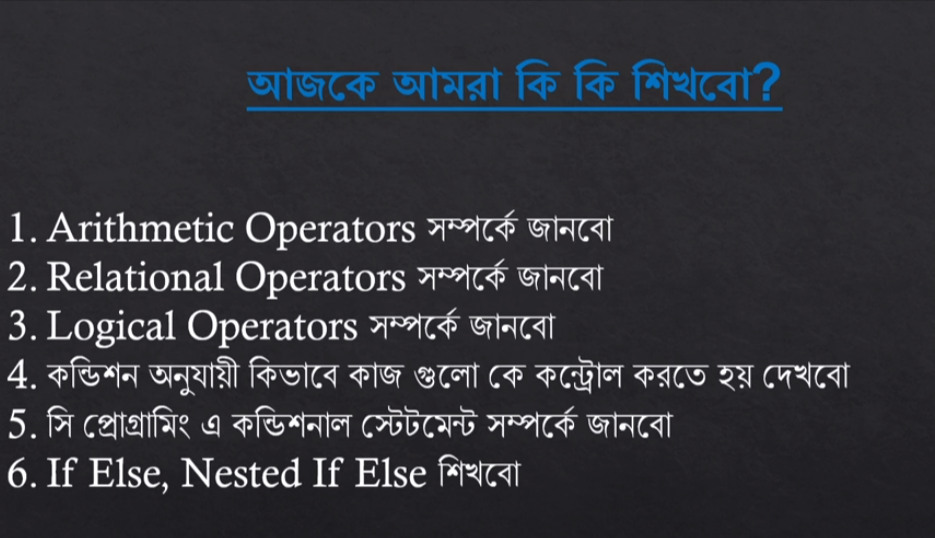 আজকে আমরা কি কি শিখবো?
1. Arithmetic Operators সম্পর্কে জানবো
2. Relational Operators সম্পর্কে জানবো
3. Logical Operators সম্পর্কে জানবো
4. কন্ডিশন অনুযায়ী কিভাবে কাজ গুলো কে কন্ট্রোল করতে হয় দেখবো
5. সি প্রোগ্রামিং এ কন্ডিশনাল স্টেটমেন্ট সম্পর্কে জানবো
6. If Else, Nested If Else শিখবো